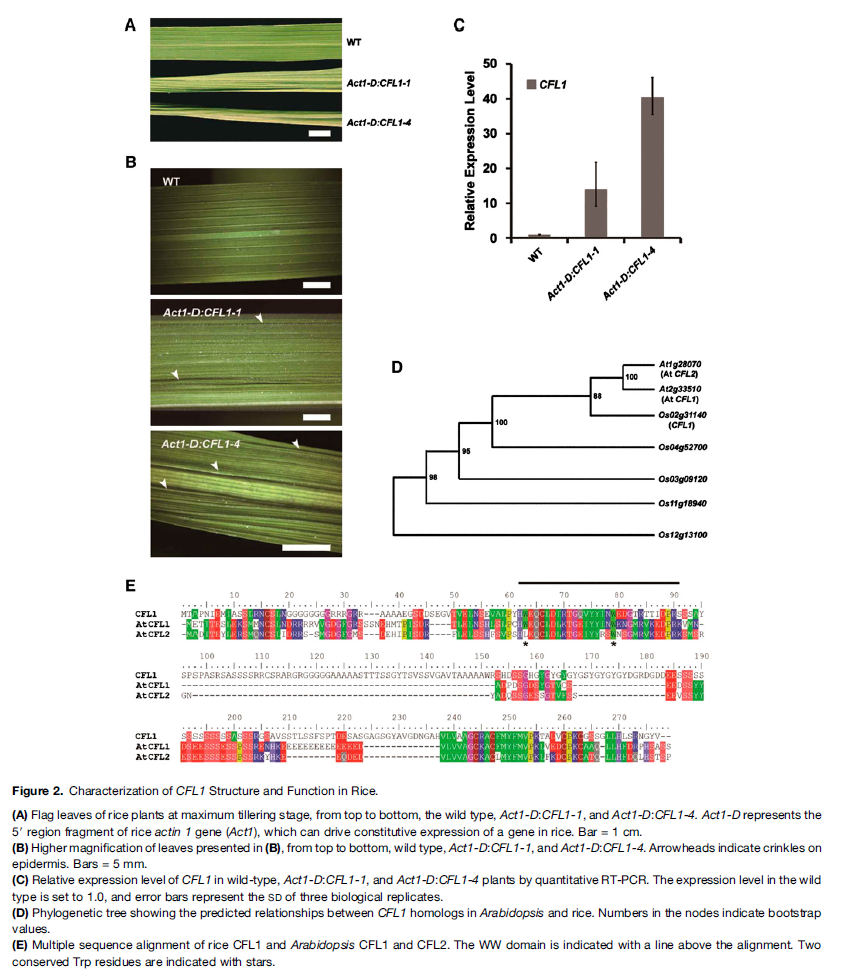 A
WT
Act1-D:CFL1-1
Act1-D:CFL1-4
B
WT
Act1-D:CFL1-1
Act1-D:CFL1-4
C
Relative Expression Level
50
40
30
20
10
0
CFL1
WT
Act1-D:CFL1-1
Act1-D:CFL1-4
D
At1g28070
(At CFL2)
100
At2g33510
(At CFL1)
88
Os02g31140
(CFL1)
100
Os04g52700
95
Os03g09120
98
Os11g18940
Os12g13100
E
10 20 30 40 50 60 70 80 90
CFL1
AtCFL1
AtCFL2
* *
100 110 120 130 140 150 160 170 180 190
CFL1
AtCFL1
AtCFL2
200 210 220 230 240 250 260 270
CFL1
AtCFL1
AtCFL2
Figure 2. Characterization of CFL1 Structure and Function in Rice.
(A) Flag leaves of rice plants at maximum tillering stage, from top to bottom, the wild type, Act1-D:CFL1-1, and Act1-D:CFL1-4. Act1-D represents the
5′ region fragment of rice actin 1 gene (Act1), which can drive constitutive expression of a gene in rice. Bar = 1 cm.
(B) Higher magnification of leaves presented in (B), from top to bottom, wild type, Act1-D:CFL1-1, and Act1-D:CFL1-4. Arrowheads indicate crinkles on
epidermis. Bars = 5 mm.
(C) Relative expression level of CFL1 in wild-type, Act1-D:CFL1-1, and Act1-D:CFL1-4 plants by quantitative RT-PCR. The expression level in the wild
type is set to 1.0, and error bars represent the SD of three biological replicates.
(D) Phylogenetic tree showing the predicted relationships between CFL1 homologs in Arabidopsis and rice. Numbers in the nodes indicate bootstrap
values.
(E) Multiple sequence alignment of rice CFL1 and Arabidopsis CFL1 and CFL2. The WW domain is indicated with a line above the alignment. Two
conserved Trp residues are indicated with stars.